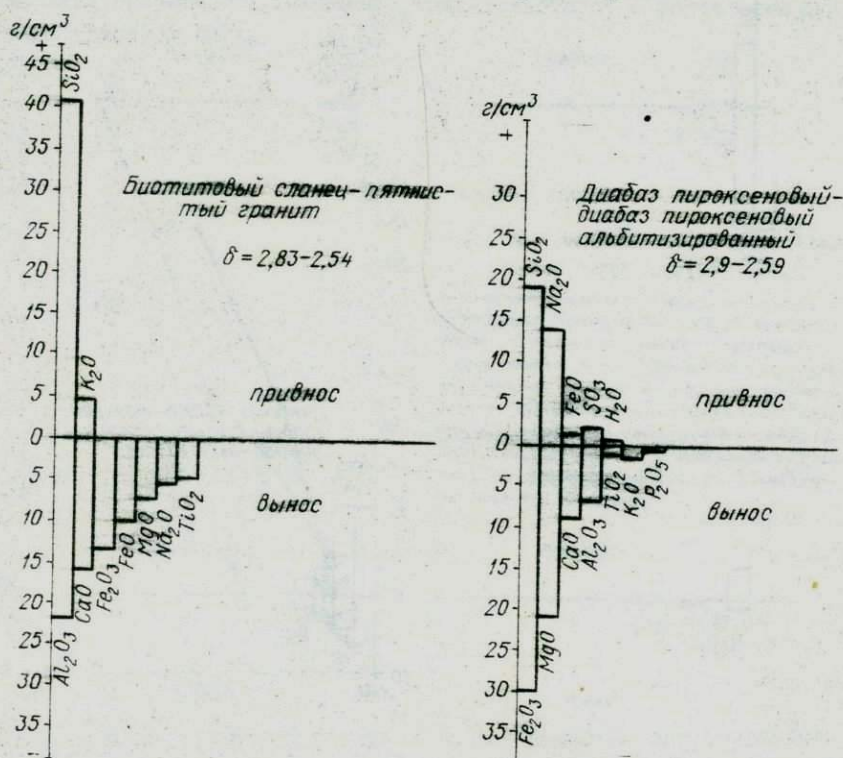 г/см³
+
45
40
35
30
25
20
15
10
5
0
5
10
15
20
25
30
35
SiO₂
K₂O
Биотитовый сланец-пятнис-
тый гранит
δ = 2,83-2,54
привнос
вынос
Al₂O₃
CaO
Fe₂O₃
FeO
MgO
Na₂O
TiO₂
г/см³
+
30
25
20
15
10
5
0
5
10
15
20
25
30
35
SiO₂
Na₂O
FeO
SO₃
H₂O
Диабаз пироксеновый-
диабаз пироксеновый
альбитизированный
δ = 2,9-2,59
привнос
вынос
Fe₂O₃
MgO
CaO
Al₂O₃
TiO₂
K₂O
P₂O₅